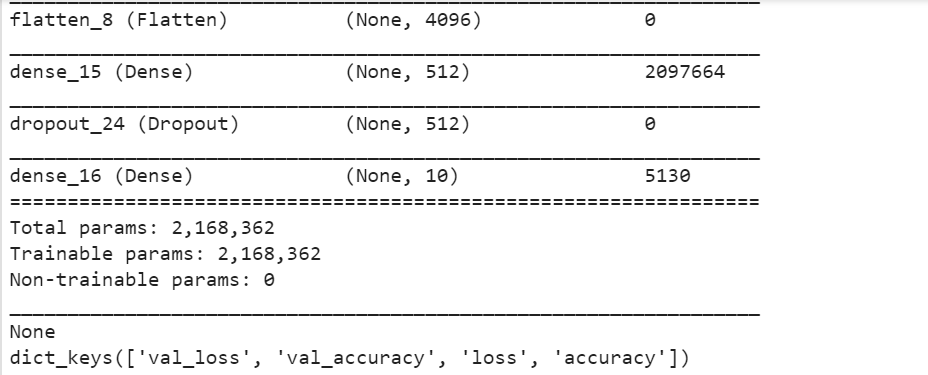 flatten_8 (Flatten) (None, 4096) 0
dense_15 (Dense) (None, 512) 2097664
dropout_24 (Dropout) (None, 512) 0
dense_16 (Dense) (None, 10) 5130
=================================================================
Total params: 2,168,362
Trainable params: 2,168,362
Non-trainable params: 0
None
dict_keys(['val_loss', 'val_accuracy', 'loss', 'accuracy'])